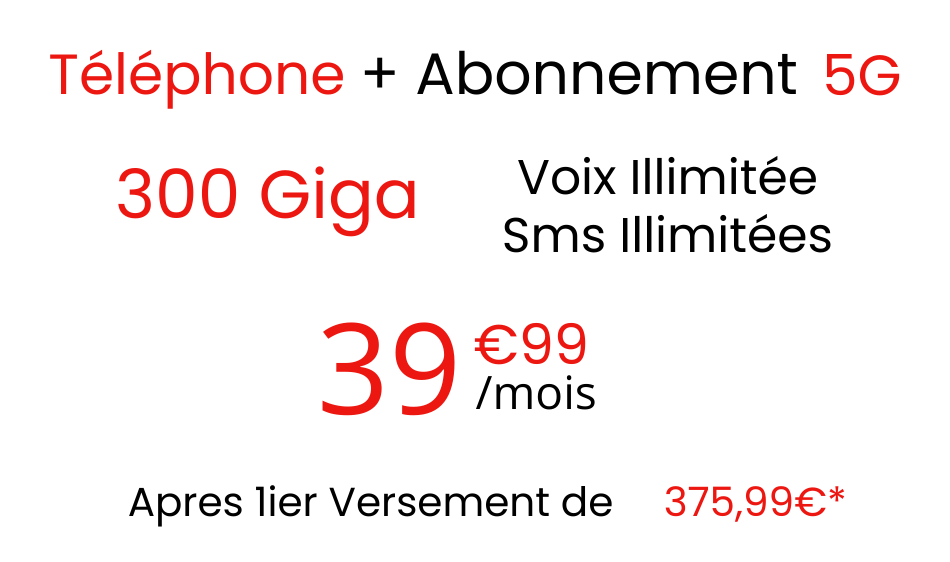 Téléphone + Abonnement 5G
300 Giga
Voix Illimitée
Sms Illimitées
39 €99
/mois
Apres 1ier Versement de 375,99€*